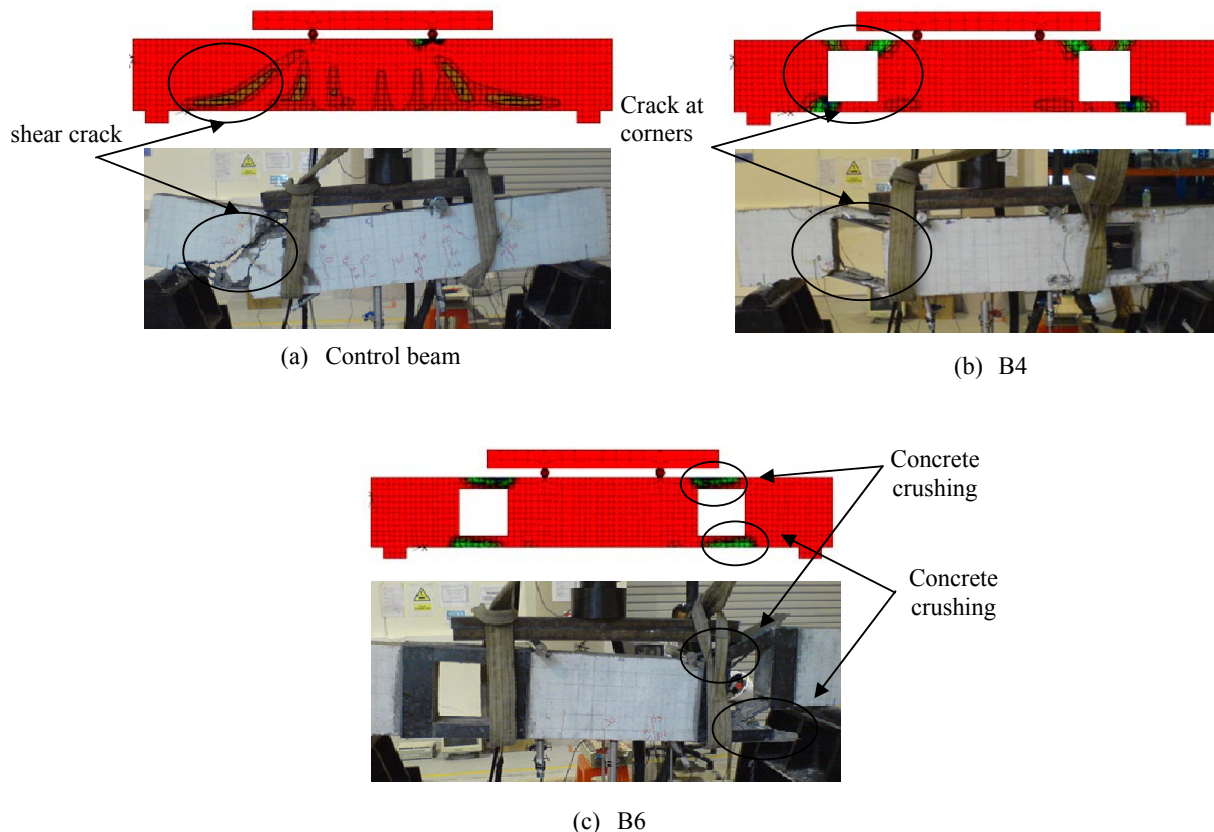 shear crack
(a) Control beam
Crack at
corners
(b) B4
Concrete
crushing
Concrete
crushing
(c) B6